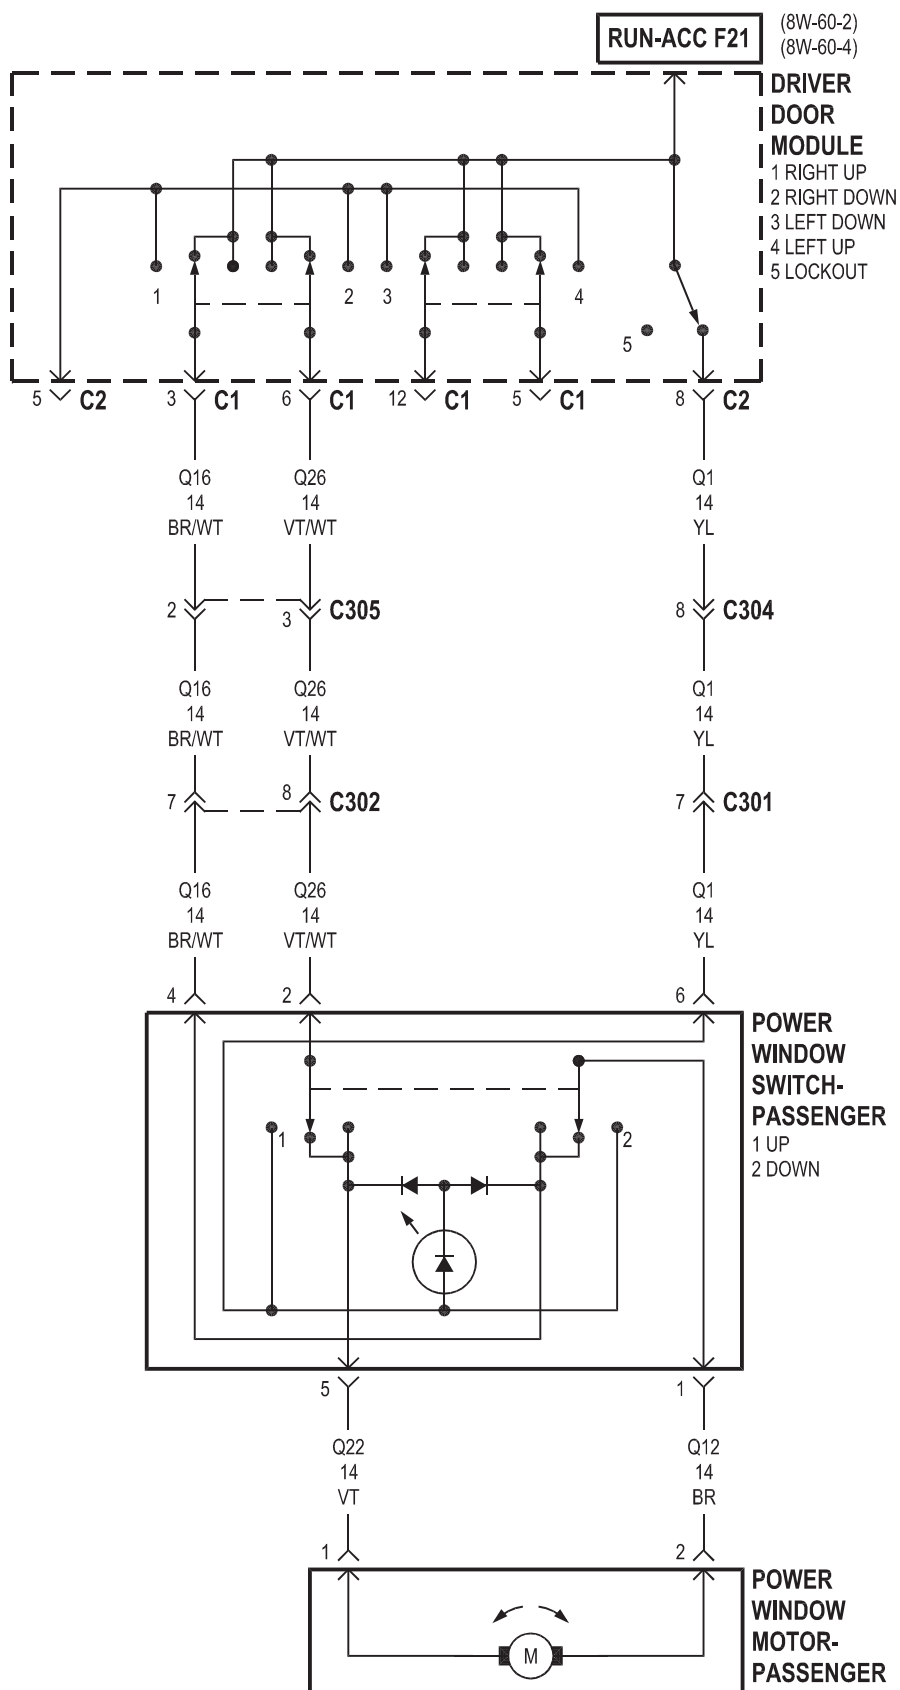 RUN-ACC F21
(8W-60-2)
(8W-60-4)
DRIVER
DOOR
MODULE
1 RIGHT UP
2 RIGHT DOWN
3 LEFT DOWN
4 LEFT UP
5 LOCKOUT
1 2 3 4
5
5 C2 3 C1 6 C1 12 C1 5 C1 8 C2
Q16 Q26 Q1
14 14 14
BR/WT VT/WT YL
2 3 C305 8 C304
Q16 Q26 Q1
14 14 14
BR/WT VT/WT YL
7 8 C302 7 C301
Q16 Q26 Q1
14 14 14
BR/WT VT/WT YL
4 2 6
POWER
WINDOW
SWITCH-
PASSENGER
1 UP
2 DOWN
1 2
5 1
Q22 Q12
14 14
VT BR
1 2
POWER
WINDOW
MOTOR-
PASSENGER
M